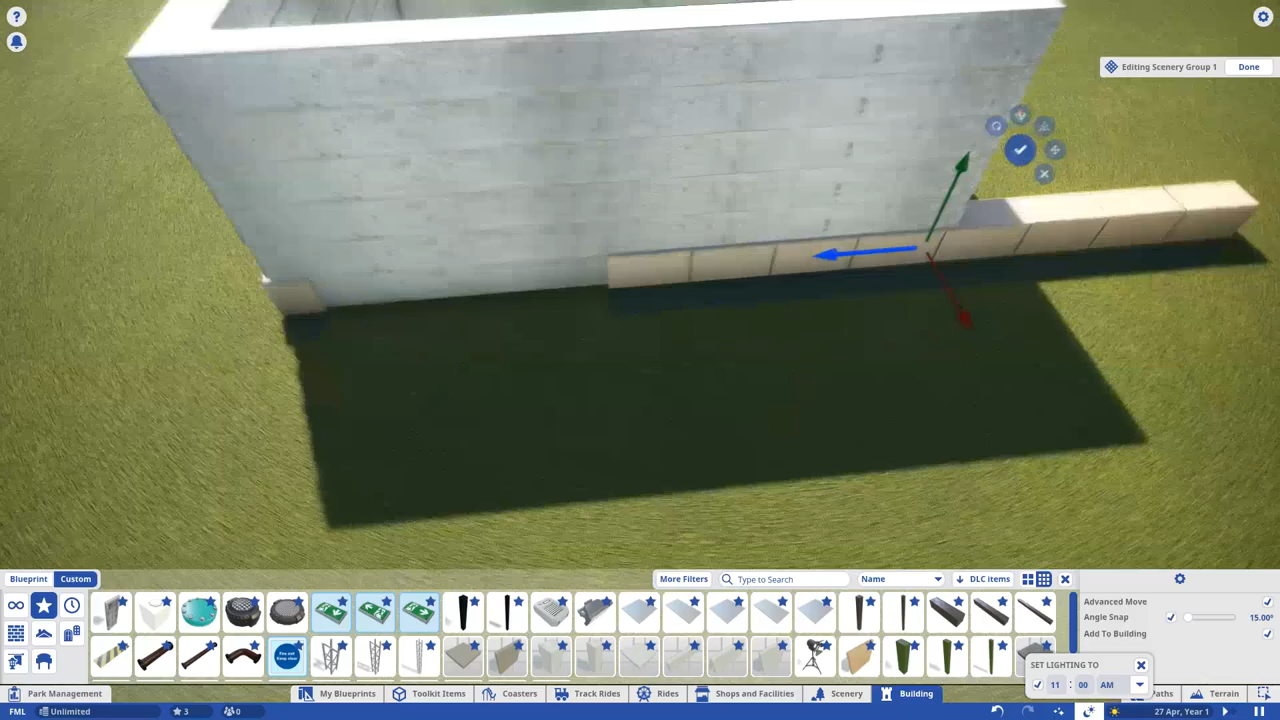 ?
Editing Scenery Group 1 Done
Blueprint Custom
More Filters Type to Search Name DLC items
Advanced Move
Angle Snap 15.00°
Add To Building
SET LIGHTING TO
11 : 00 AM
Park Management My Blueprints Toolkit Items Coasters Track Rides Rides Shops and Facilities Scenery Building Paths Terrain
FML Unlimited 3 0 27 Apr, Year 1